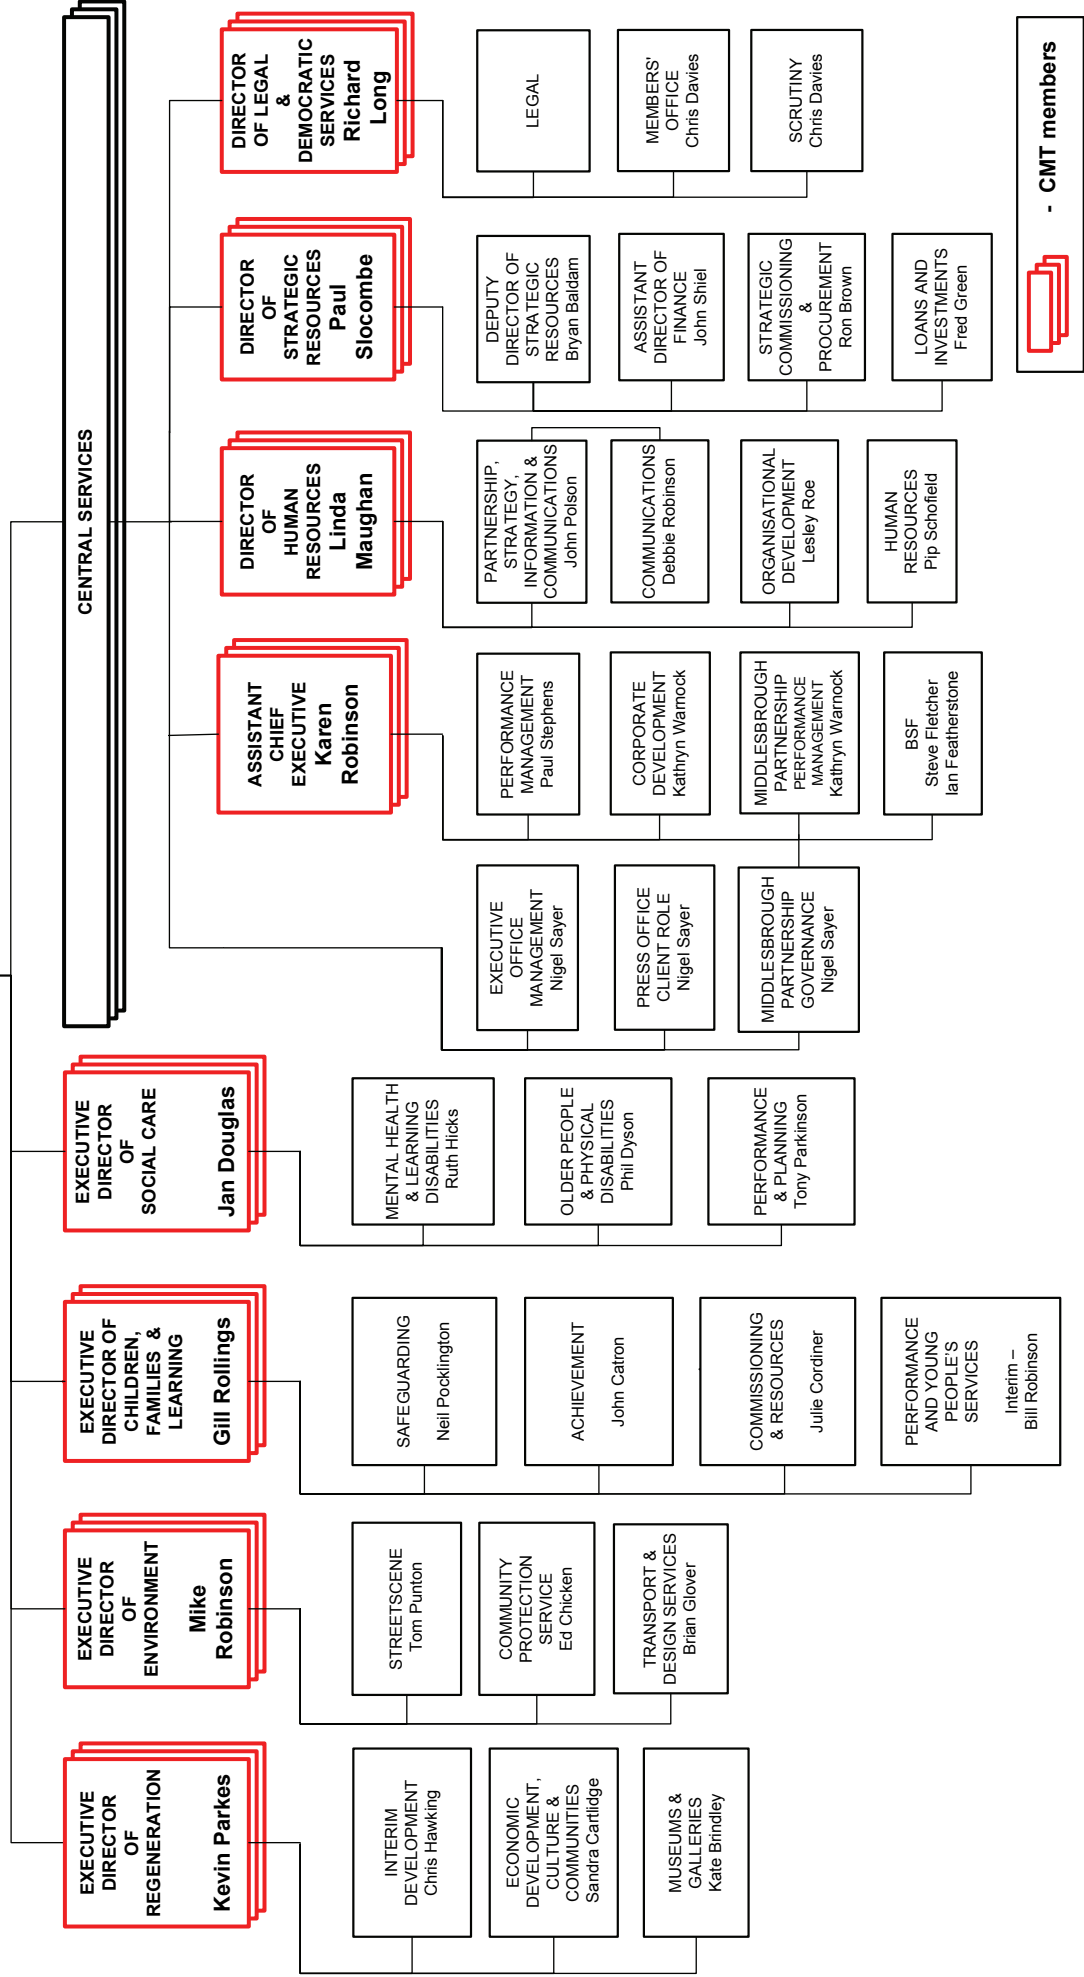 EXECUTIVE
DIRECTOR
OF
REGENERATION
Kevin Parkes
INTERIM
DEVELOPMENT
Chris Hawking
ECONOMIC
DEVELOPMENT,
CULTURE &
COMMUNITIES
Sandra Cartlidge
MUSEUMS &
GALLERIES
Kate Brindley
EXECUTIVE
DIRECTOR
OF
ENVIRONMENT
Mike
Robinson
STREETSCENE
Tom Punton
COMMUNITY
PROTECTION
SERVICE
Ed Chicken
TRANSPORT &
DESIGN SERVICES
Brian Glover
EXECUTIVE
DIRECTOR OF
CHILDREN,
FAMILIES &
LEARNING
Gill Rollings
SAFEGUARDING
Neil Pocklington
ACHIEVEMENT
John Catron
COMMISSIONING
& RESOURCES
Julie Cordiner
PERFORMANCE
AND YOUNG
PEOPLE'S
SERVICES
Interim –
Bill Robinson
EXECUTIVE
DIRECTOR
OF
SOCIAL CARE
Jan Douglas
MENTAL HEALTH
& LEARNING
DISABILITIES
Ruth Hicks
OLDER PEOPLE
& PHYSICAL
DISABILITIES
Phil Dyson
PERFORMANCE
& PLANNING
Tony Parkinson
CENTRAL SERVICES
EXECUTIVE
OFFICE
MANAGEMENT
Nigel Sayer
PRESS OFFICE
CLIENT ROLE
Nigel Sayer
MIDDLESBROUGH
PARTNERSHIP
GOVERNANCE
Nigel Sayer
ASSISTANT
CHIEF
EXECUTIVE
Karen
Robinson
PERFORMANCE
MANAGEMENT
Paul Stephens
CORPORATE
DEVELOPMENT
Kathryn Warnock
MIDDLESBROUGH
PARTNERSHIP
PERFORMANCE
MANAGEMENT
Kathryn Warnock
BSF
Steve Fletcher
Ian Featherstone
DIRECTOR
OF
HUMAN
RESOURCES
Linda
Maughan
PARTNERSHIP,
STRATEGY,
INFORMATION &
COMMUNICATIONS
John Polson
COMMUNICATIONS
Debbie Robinson
ORGANISATIONAL
DEVELOPMENT
Lesley Roe
HUMAN
RESOURCES
Pip Schofield
DIRECTOR
OF
STRATEGIC
RESOURCES
Paul
Slocombe
DEPUTY
DIRECTOR OF
STRATEGIC
RESOURCES
Bryan Baldam
ASSISTANT
DIRECTOR OF
FINANCE
John Shiel
STRATEGIC
COMMISSIONING
&
PROCUREMENT
Ron Brown
LOANS AND
INVESTMENTS
Fred Green
DIRECTOR
OF LEGAL
&
DEMOCRATIC
SERVICES
Richard
Long
LEGAL
MEMBERS'
OFFICE
Chris Davies
SCRUTINY
Chris Davies
- CMT members